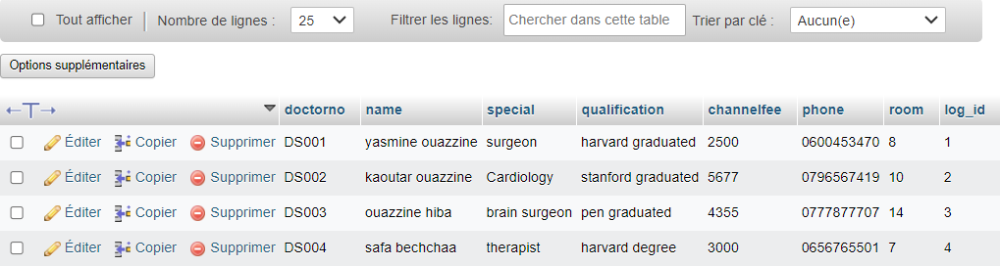 Tout afficher Nombre de lignes : 25 Filtrer les lignes: Chercher dans cette table Trier par clé : Aucun(e)
Options supplémentaires
←T→ doctorno name special qualification channelfee phone room log_id
Éditer Copier Supprimer DS001 yasmine ouazzine surgeon harvard graduated 2500 0600453470 8 1
Éditer Copier Supprimer DS002 kaoutar ouazzine Cardiology stanford graduated 5677 0796567419 10 2
Éditer Copier Supprimer DS003 ouazzine hiba brain surgeon pen graduated 4355 0777877707 14 3
Éditer Copier Supprimer DS004 safa bechchaa therapist harvard degree 3000 0656765501 7 4